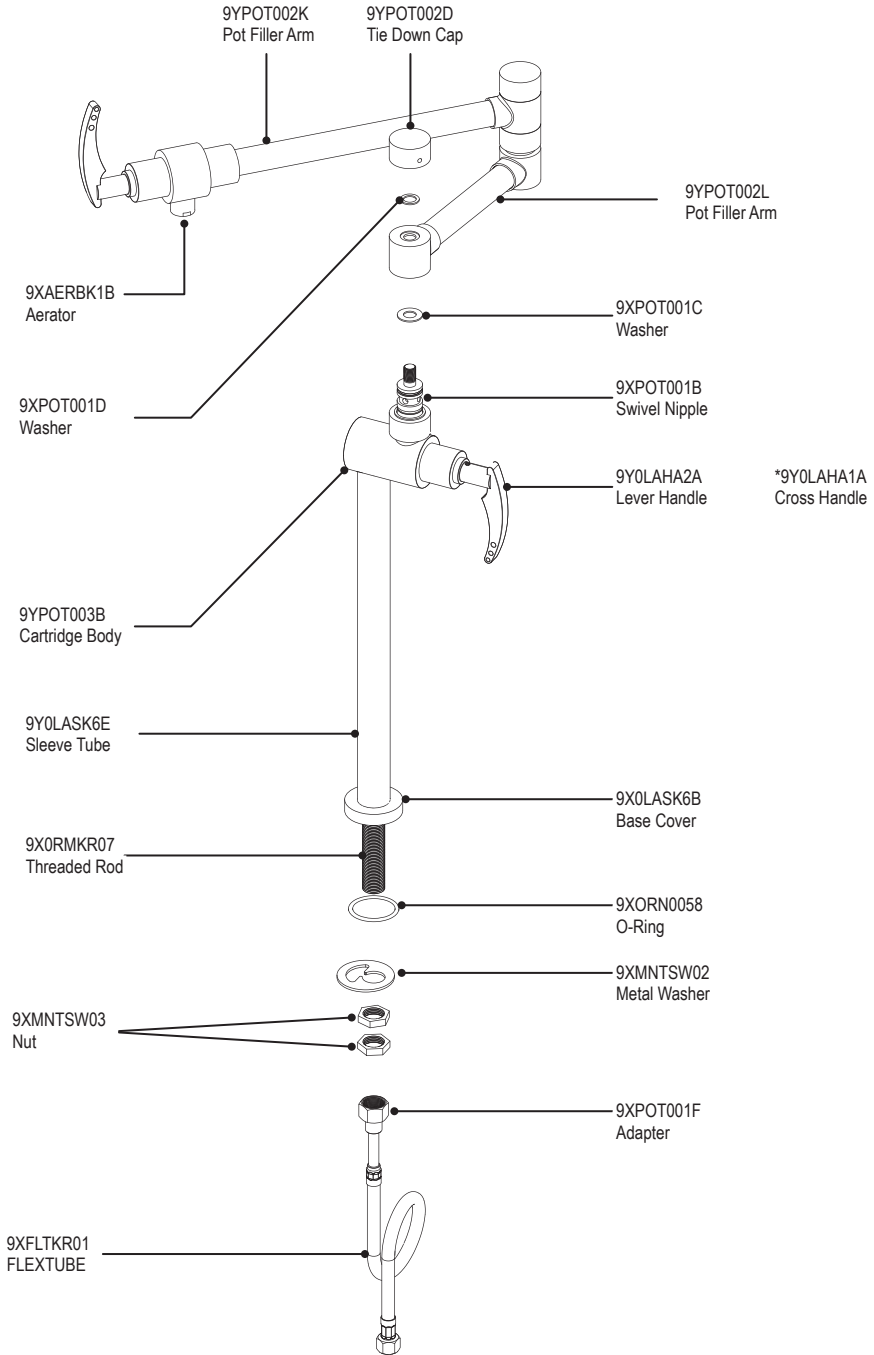 9YPOT002K
Pot Filler Arm
9YPOT002D
Tie Down Cap
9YPOT002L
Pot Filler Arm
9XAERBK1B
Aerator
9XPOT001C
Washer
9XPOT001D
Washer
9XPOT001B
Swivel Nipple
9Y0LAHA2A
Lever Handle
*9Y0LAHA1A
Cross Handle
9YPOT003B
Cartridge Body
9Y0LASK6E
Sleeve Tube
9X0LASK6B
Base Cover
9X0RMKR07
Threaded Rod
9XORN0058
O-Ring
9XMNTSW02
Metal Washer
9XMNTSW03
Nut
9XPOT001F
Adapter
9XFLTKR01
FLEXTUBE